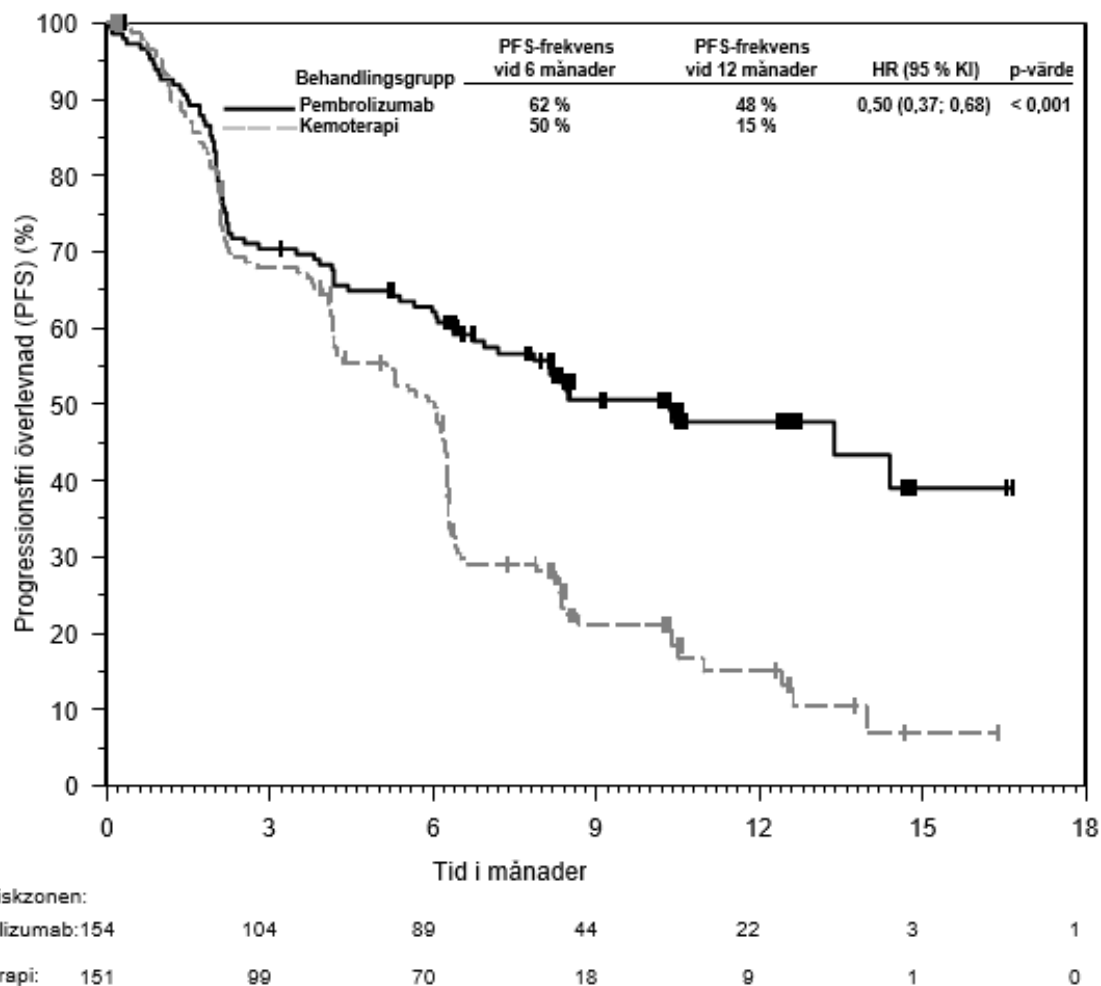 PFS-frekvens PFS-frekvens
Behandlingsgrupp vid 6 månader vid 12 månader HR (95 % KI) p-värde
Pembrolizumab 62 % 48 % 0,50 (0,37; 0,68) < 0,001
Kemoterapi 50 % 15 %
Progressionsfri överlevnad (PFS) (%)
100
90
80
70
60
50
40
30
20
10
0
0 3 6 9 12 15 18
Tid i månader
iskzonen:
lizumab: 154 104 89 44 22 3 1
rapi: 151 99 70 18 9 1 0